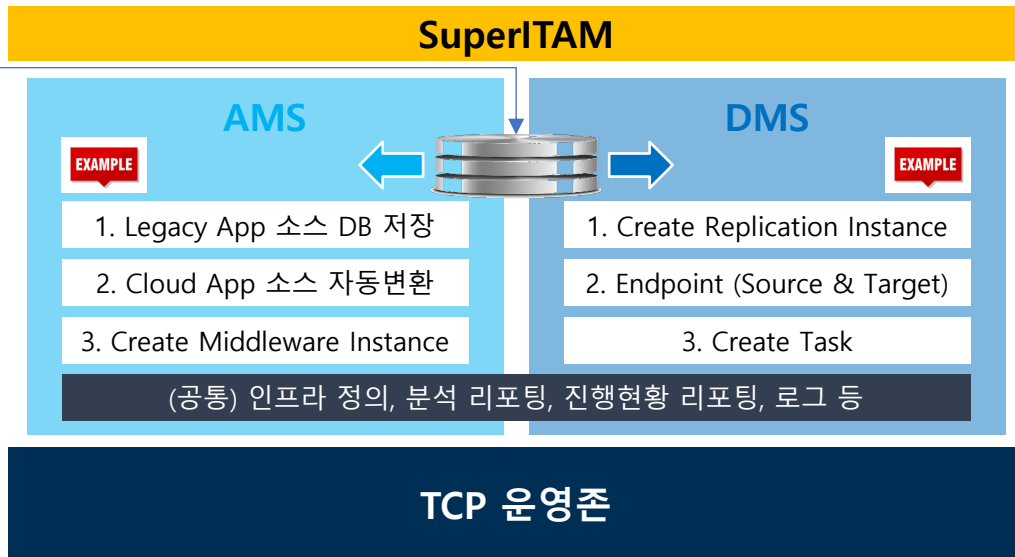 SuperITAM
AMS
EXAMPLE
1. Legacy App 소스 DB 저장
2. Cloud App 소스 자동변환
3. Create Middleware Instance
DMS
EXAMPLE
1. Create Replication Instance
2. Endpoint (Source & Target)
3. Create Task
(공통) 인프라 정의, 분석 리포팅, 진행현황 리포팅, 로그 등
TCP 운영존